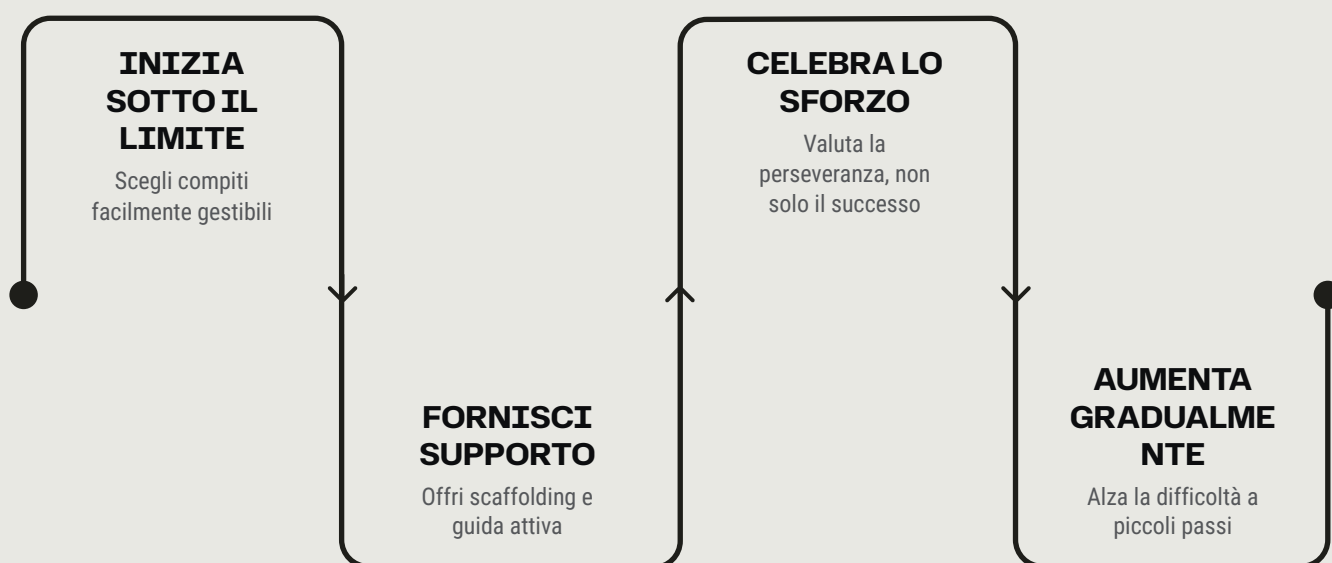 INIZIA
SOTTO IL
LIMITE
Scegli compiti
facilmente gestibili
FORNISCI
SUPPORTO
Offri scaffolding e
guida attiva
CELEBRA LO
SFORZO
Valuta la
perseveranza, non
solo il successo
AUMENTA
GRADUALME
NTE
Alza la difficoltà a
piccoli passi